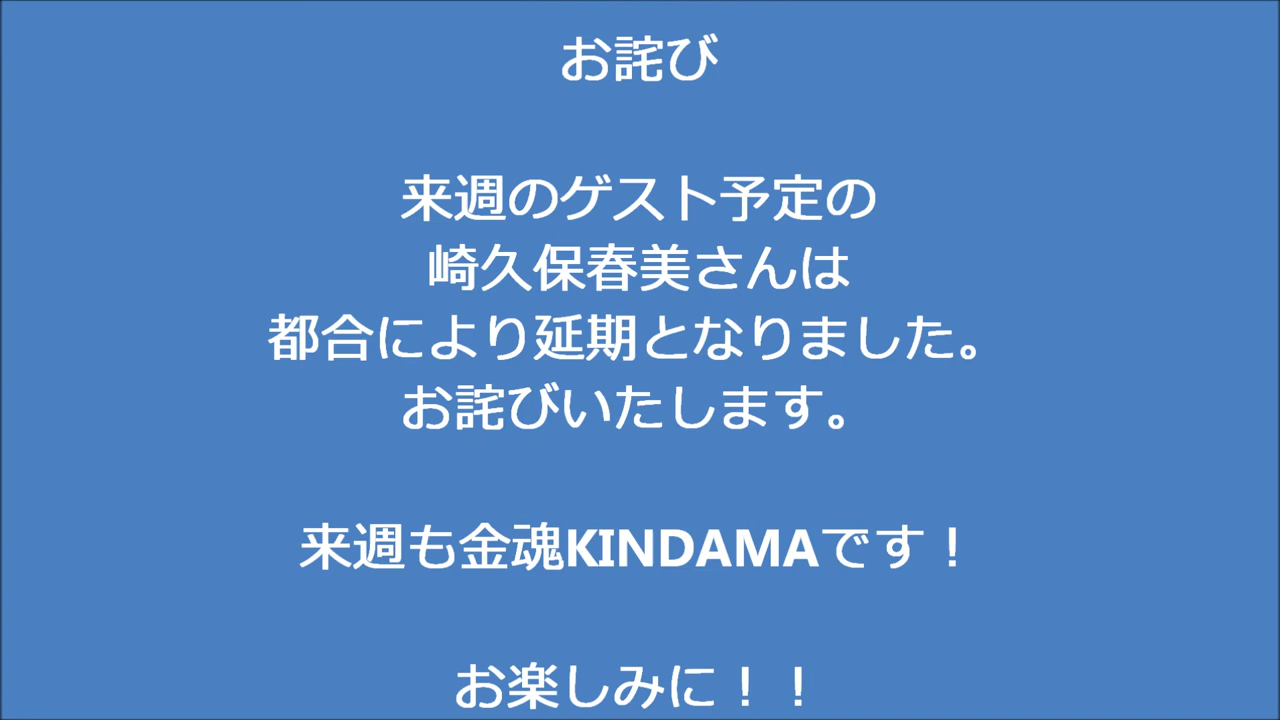 お詫び
来週のゲスト予定の
崎久保春美さんは
都合により延期となりました。
お詫びいたします。
来週も金魂KINDAMAです！
お楽しみに！！